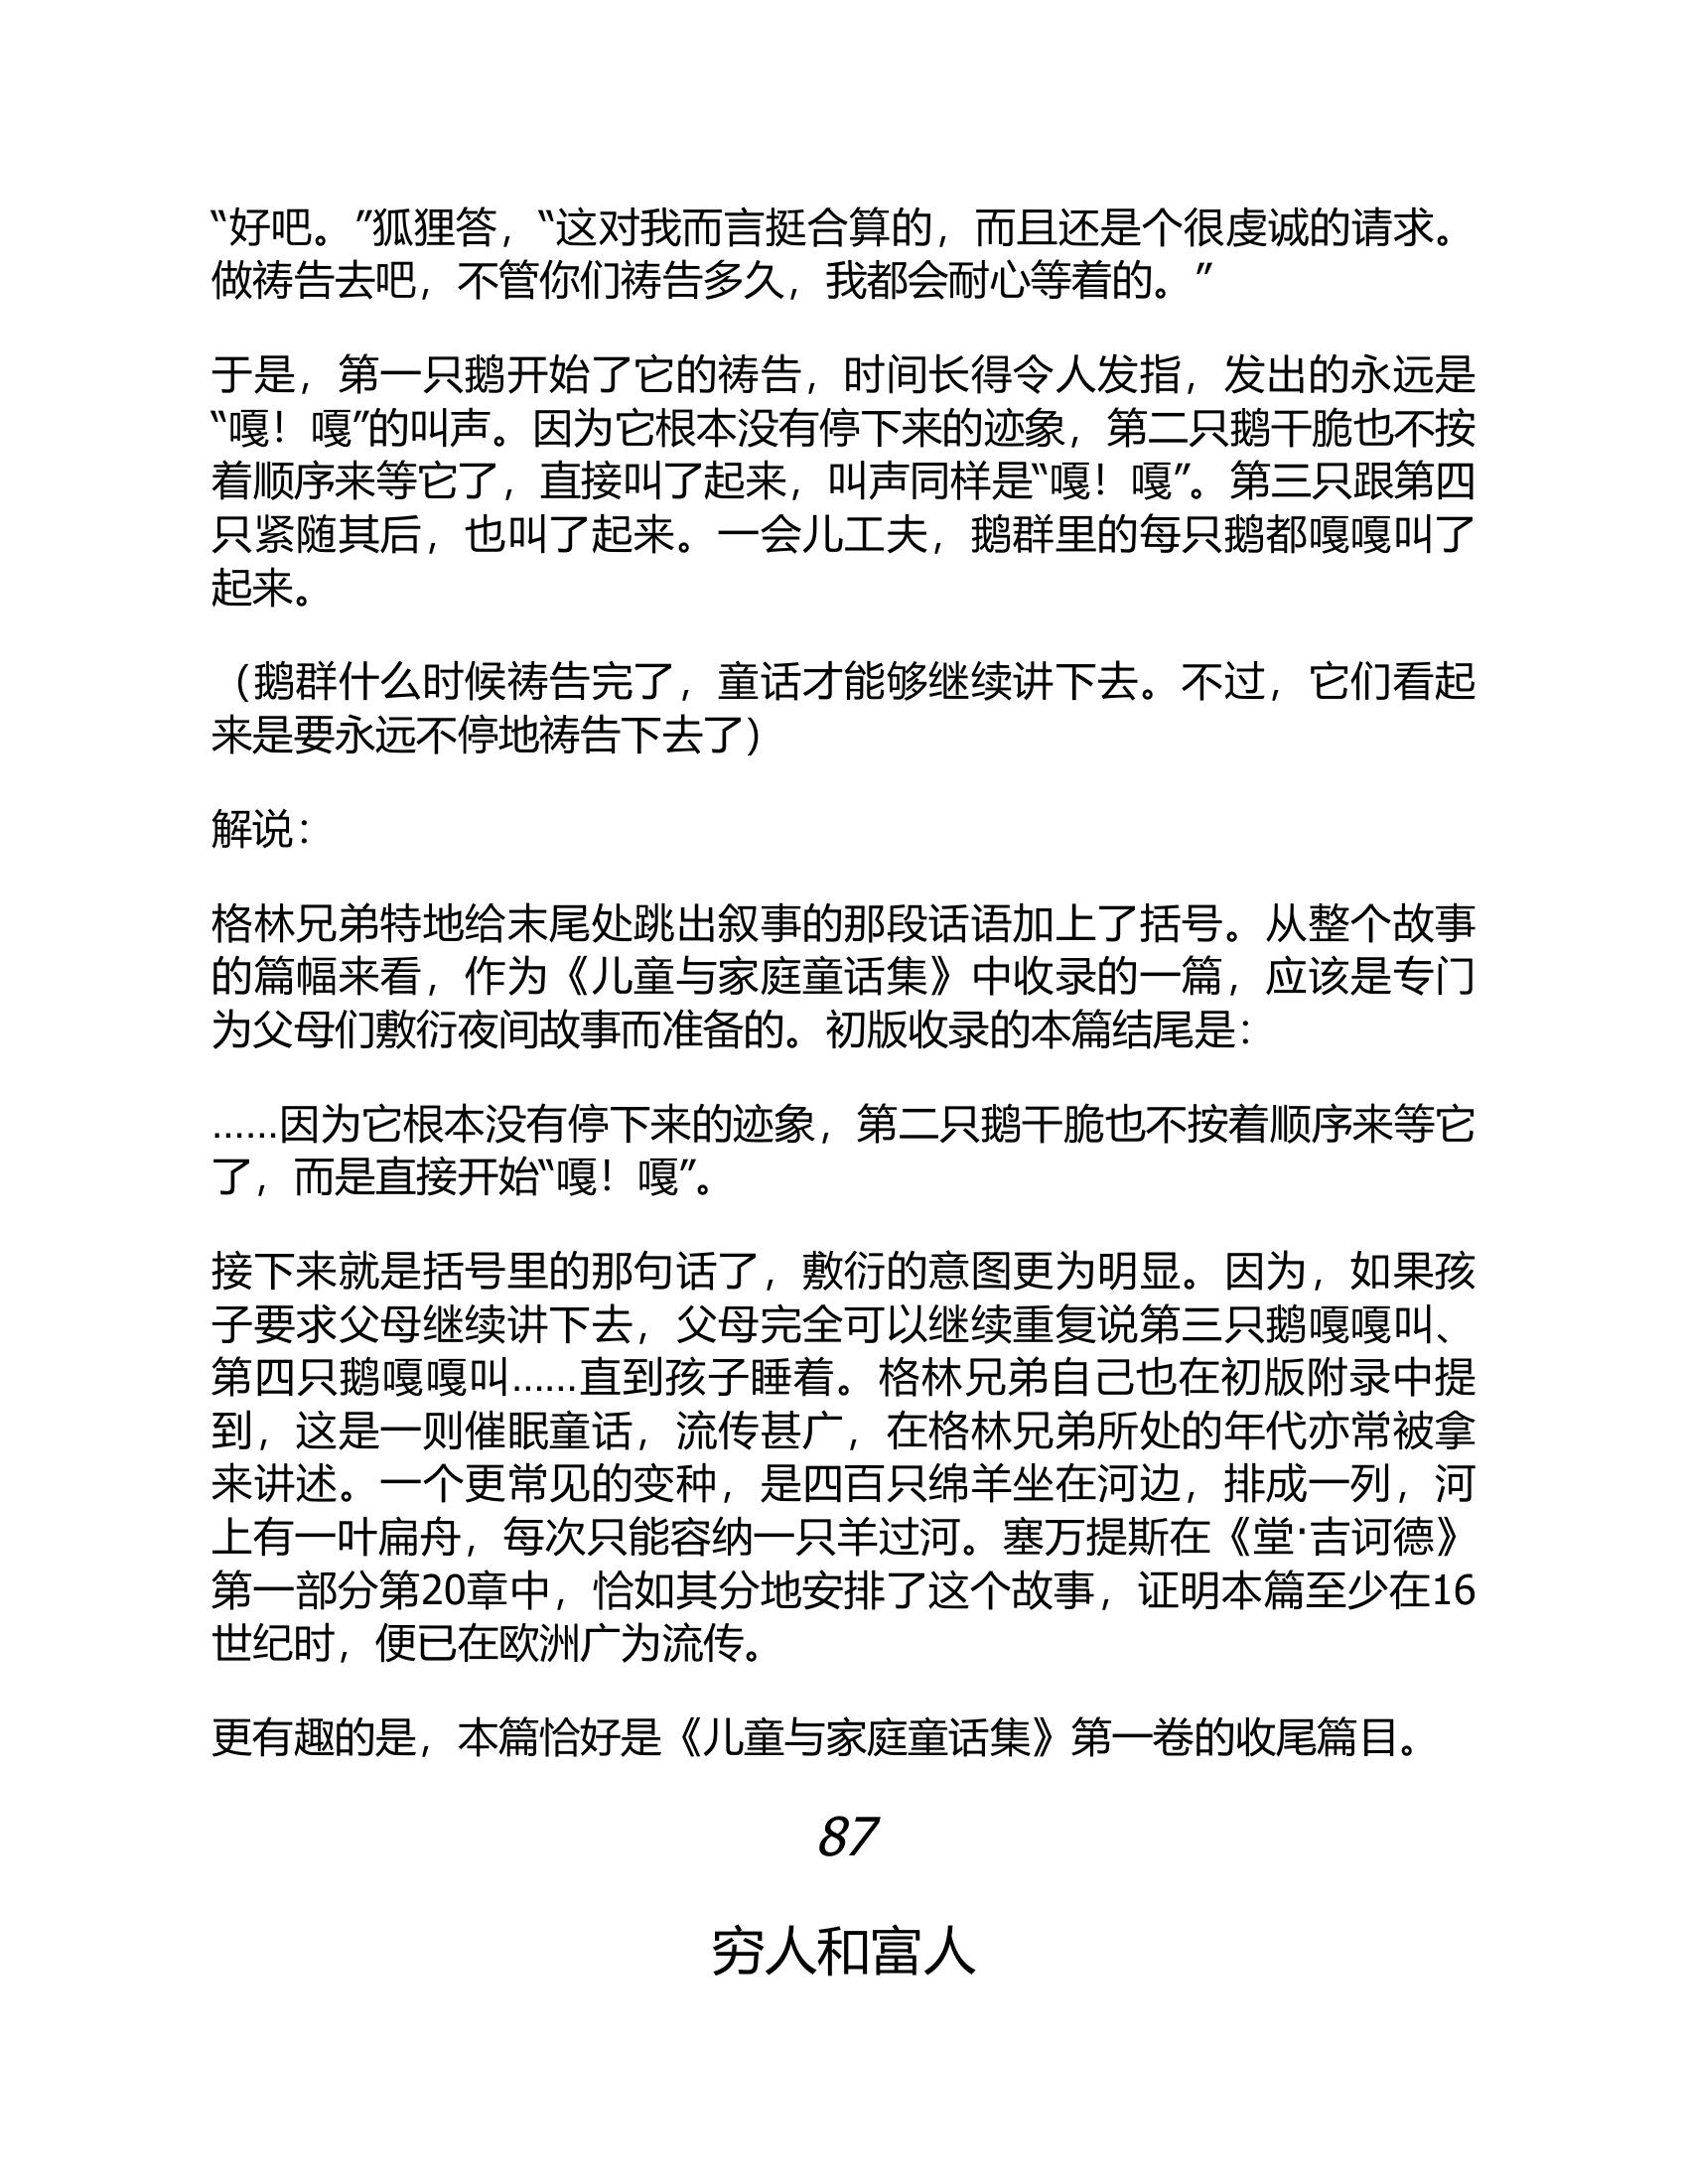 “好吧。”狐狸答，“这对我而言挺合算的，而且还是个很虔诚的请求。
做祷告去吧，不管你们祷告多久，我都会耐心等着的。”
于是，第一只鹅开始了它的祷告，时间长得令人发指，发出的永远是
“嘎！嘎”的叫声。因为它根本没有停下来的迹象，第二只鹅干脆也不按
着顺序来等它了，直接叫了起来，叫声同样是“嘎！嘎”。第三只跟第四
只紧随其后，也叫了起来。一会儿工夫，鹅群里的每只鹅都嘎嘎叫了
起来。
（鹅群什么时候祷告完了，童话才能够继续讲下去。不过，它们看起
来是要永远不停地祷告下去了）
解说：
格林兄弟特地给末尾处跳出叙事的那段话语加上了括号。从整个故事
的篇幅来看，作为《儿童与家庭童话集》中收录的一篇，应该是专门
为父母们敷衍夜间故事而准备的。初版收录的本篇结尾是：
……因为它根本没有停下来的迹象，第二只鹅干脆也不按着顺序来等它
了，而是直接开始“嘎！嘎”。
接下来就是括号里的那句话了，敷衍的意图更为明显。因为，如果孩
子要求父母继续讲下去，父母完全可以继续重复说第三只鹅嘎嘎叫、
第四只鹅嘎嘎叫……直到孩子睡着。格林兄弟自己也在初版附录中提
到，这是一则催眠童话，流传甚广，在格林兄弟所处的年代亦常被拿
来讲述。一个更常见的变种，是四百只绵羊坐在河边，排成一列，河
上有一叶扁舟，每次只能容纳一只羊过河。塞万提斯在《堂·吉诃德》
第一部分第20章中，恰如其分地安排了这个故事，证明本篇至少在16
世纪时，便已在欧洲广为流传。
更有趣的是，本篇恰好是《儿童与家庭童话集》第一卷的收尾篇目。
87
穷人和富人